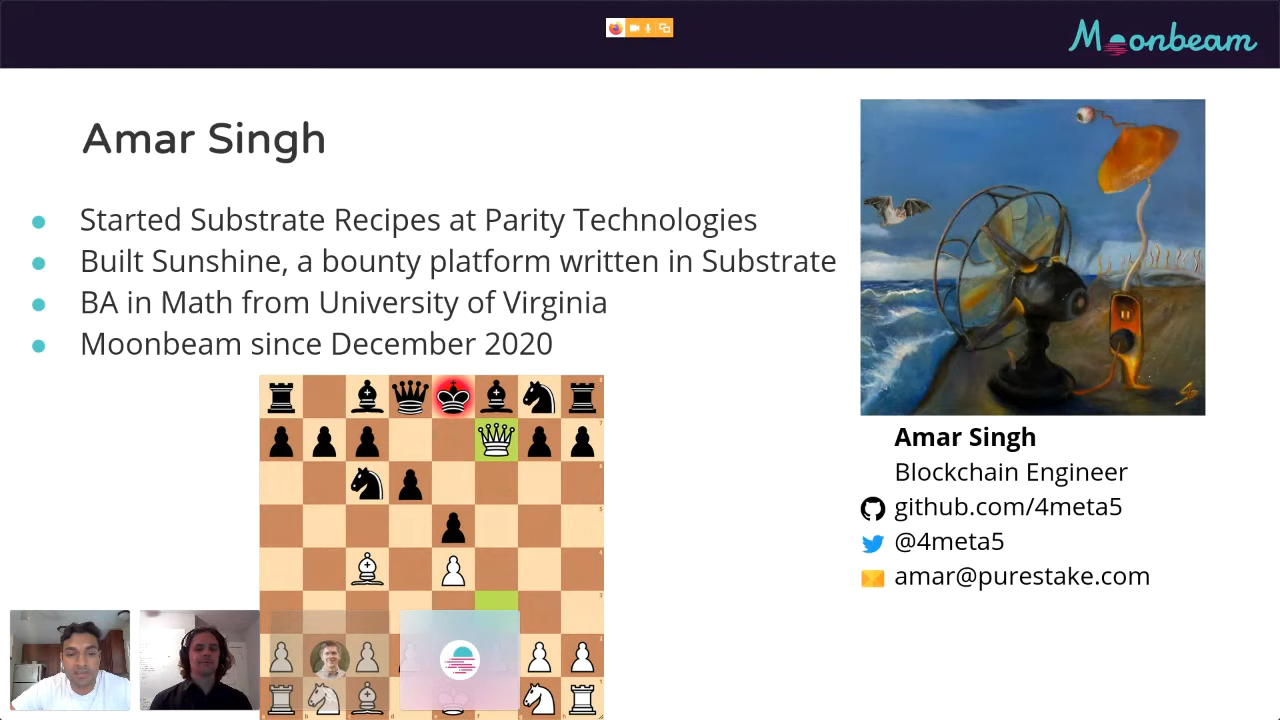 Moonbeam
Amar Singh
Started Substrate Recipes at Parity Technologies
Built Sunshine, a bounty platform written in Substrate
BA in Math from University of Virginia
Moonbeam since December 2020
Amar Singh
Blockchain Engineer
github.com/4meta5
@4meta5
amar@purestake.com